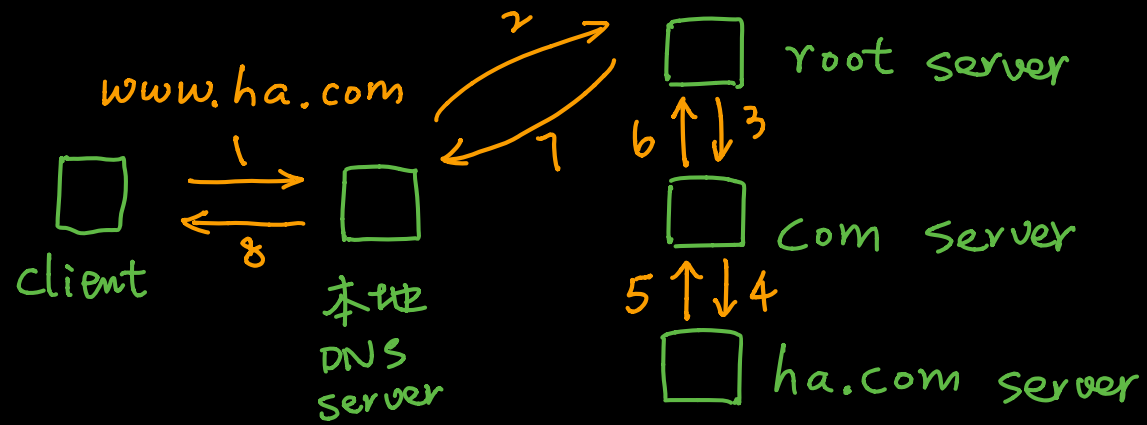 2
root server
www.ha.com
1
7
6
3
8
com server
client
本地
DNS
server
5
4
ha.com server